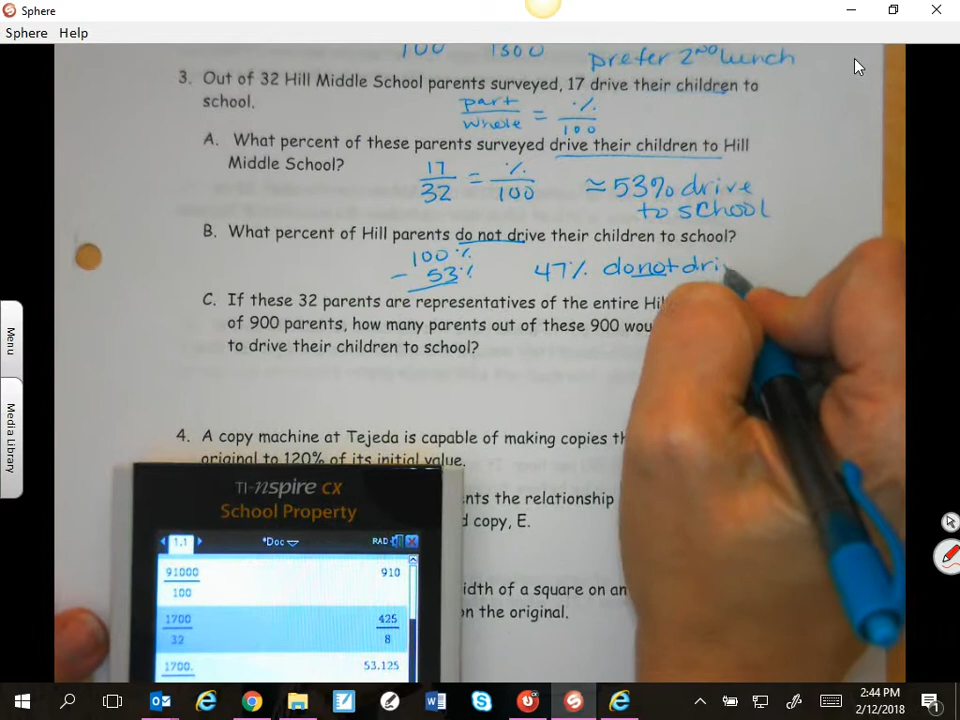 Sphere
Sphere Help
100 1300 prefer 2ND lunch
3. Out of 32 Hill Middle School parents surveyed, 17 drive their children to
school.
part/whole = %/100
A. What percent of these parents surveyed drive their children to Hill
Middle School?
17/32 = %/100 ≈ 53% drive
to school
B. What percent of Hill parents do not drive their children to school?
100%
- 53% 47% do not dri
C. If these 32 parents are representatives of the entire Hil
of 900 parents, how many parents out of these 900 wou
to drive their children to school?
4. A copy machine at Tejeda is capable of making copies th
original to 120% of its initial value.
nts the relationship
d copy, E.
idth of a square on an
on the original.
TI-nspire CX
School Property
1.1 *Doc RAD
91000/100 910
1700/32 425/8
1700. 53.125
Menu
Media Library
2:44 PM
2/12/2018
1